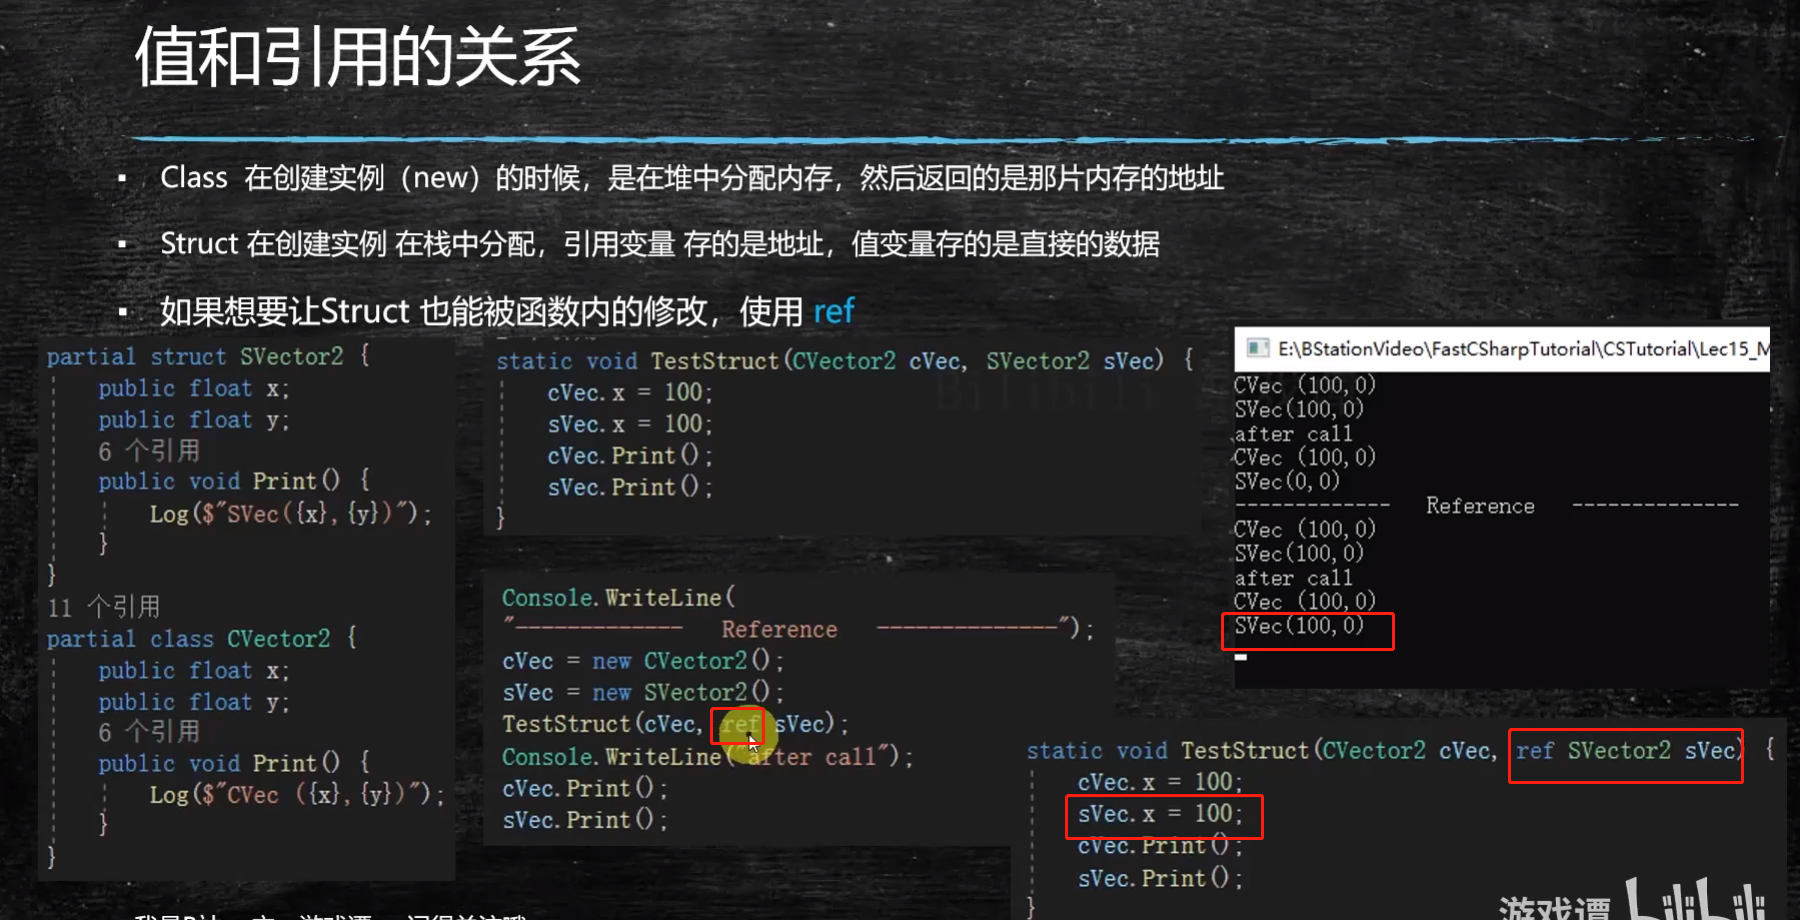 值和引用的关系
▪ Class 在创建实例（new）的时候，是在堆中分配内存，然后返回的是那片内存的地址
▪ Struct 在创建实例 在栈中分配，引用变量 存的是地址，值变量存的是直接的数据
▪ 如果想要让Struct 也能被函数内的修改，使用 ref
partial struct SVector2 {
public float x;
public float y;
6 个引用
public void Print() {
Log($"SVec({x},{y})");
}
}
11 个引用
partial class CVector2 {
public float x;
public float y;
6 个引用
public void Print() {
Log($"CVec ({x},{y})");
}
}
static void TestStruct(CVector2 cVec, SVector2 sVec) {
cVec.x = 100;
sVec.x = 100;
cVec.Print();
sVec.Print();
}
Console.WriteLine(
"------------- Reference --------------");
cVec = new CVector2();
sVec = new SVector2();
TestStruct(cVec, ref sVec);
Console.WriteLine("after call");
cVec.Print();
sVec.Print();
E:\BStationVideo\FastCSharpTutorial\CSTutorial\Lec15_M
CVec (100,0)
SVec(100,0)
after call
CVec (100,0)
SVec(0,0)
------------- Reference --------------
CVec (100,0)
SVec(100,0)
after call
CVec (100,0)
SVec(100,0)
static void TestStruct(CVector2 cVec, ref SVector2 sVec) {
cVec.x = 100;
sVec.x = 100;
cVec.Print();
sVec.Print();
}
Bilibili
游戏谭 bilibili